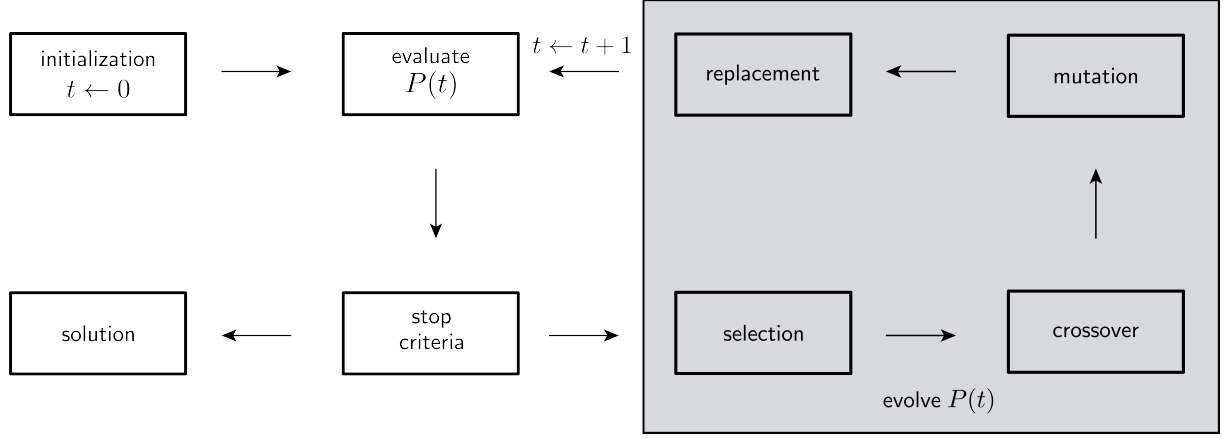 initialization
t ← 0
evaluate
P(t)
t ← t + 1
replacement
mutation
solution
stop
criteria
selection
crossover
evolve P(t)